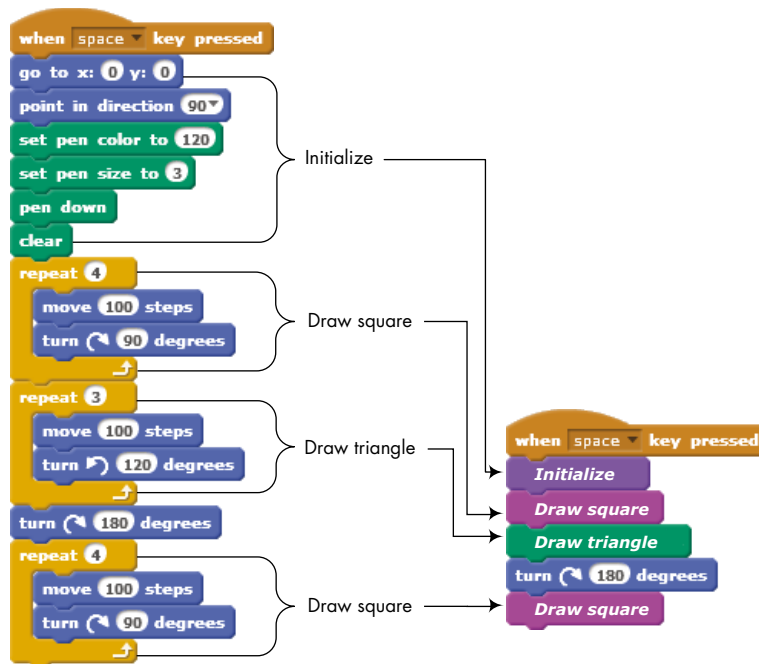 when space key pressed
go to x: 0 y: 0
point in direction 90
set pen color to 120
set pen size to 3
pen down
clear
repeat 4
move 100 steps
turn 90 degrees
repeat 3
move 100 steps
turn 120 degrees
turn 180 degrees
repeat 4
move 100 steps
turn 90 degrees
Initialize
Draw square
Draw triangle
Draw square
when space key pressed
Initialize
Draw square
Draw triangle
turn 180 degrees
Draw square